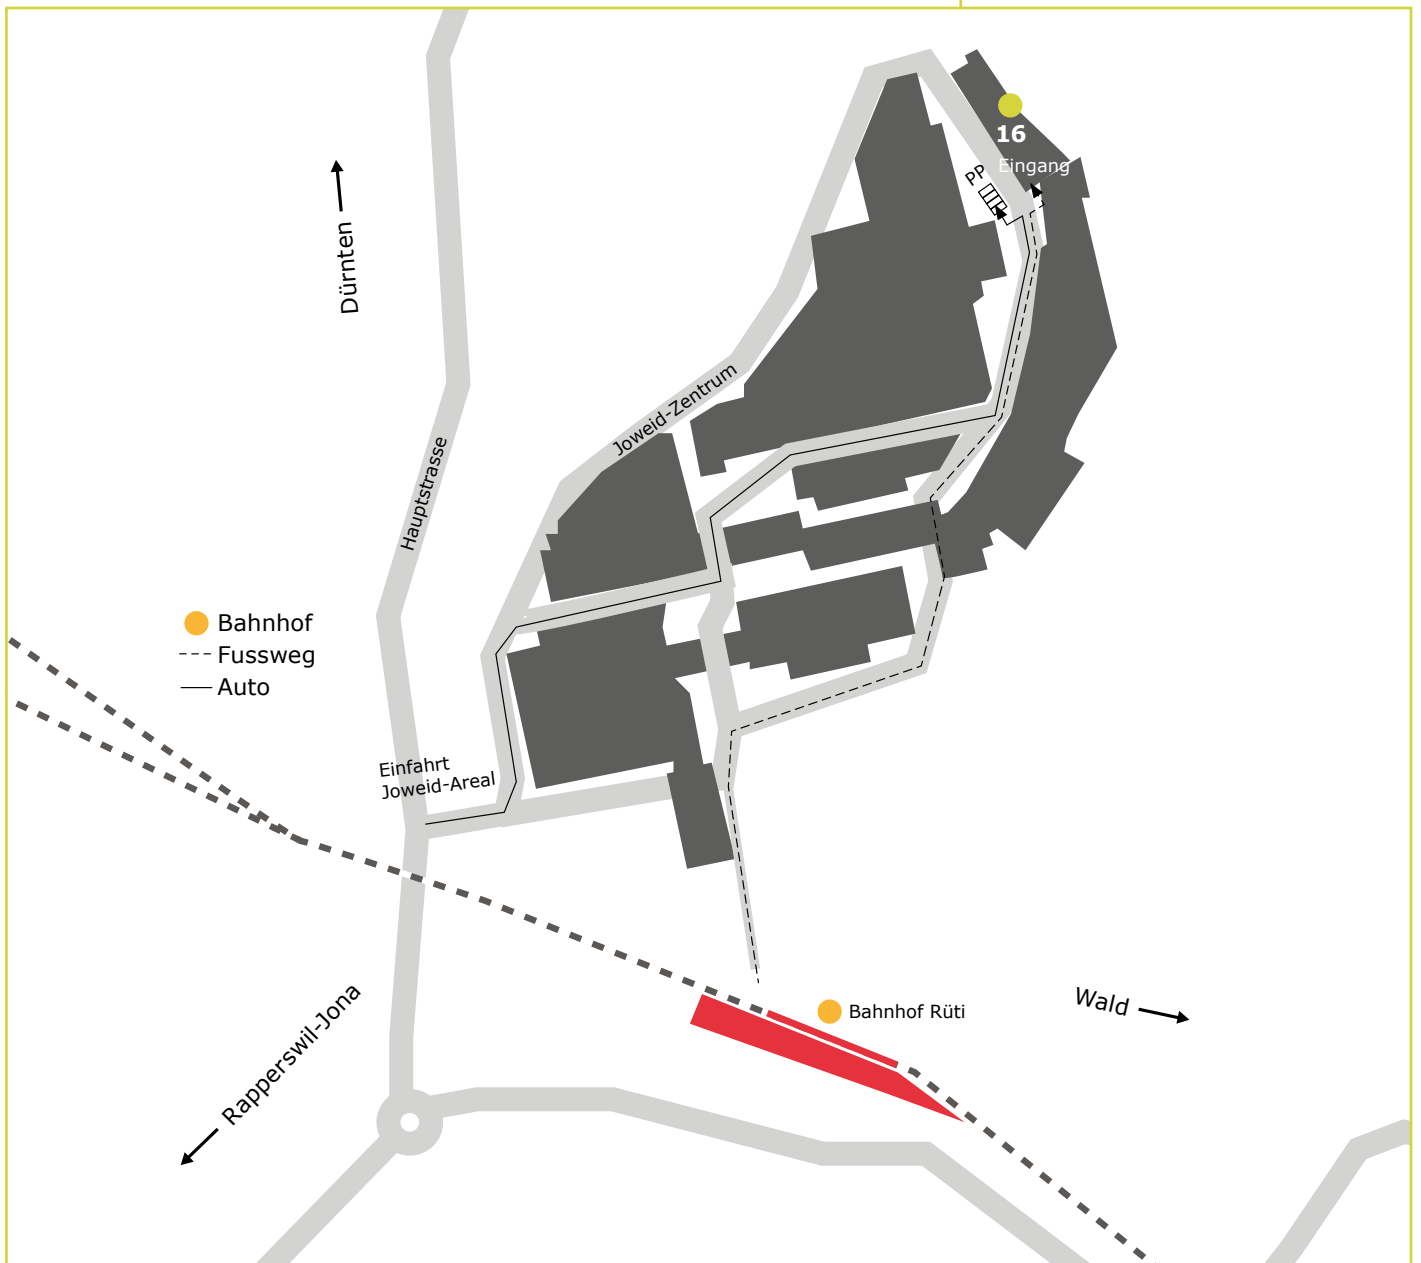 16
Eingang
PP
Dürnten
Joweid-Zentrum
Hauptstrasse
Bahnhof
Fussweg
Auto
Einfahrt
Joweid-Areal
Rapperswil-Jona
Bahnhof Rüti
Wald